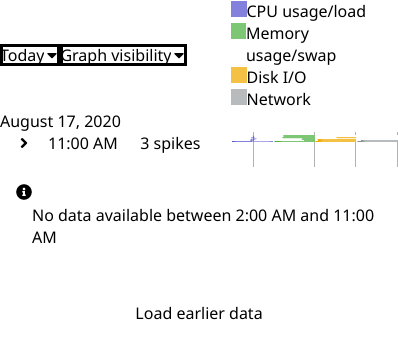 Today
Graph visibility
CPU usage/load
Memory
usage/swap
Disk I/O
Network
August 17, 2020
11:00 AM 3 spikes
No data available between 2:00 AM and 11:00
AM
Load earlier data